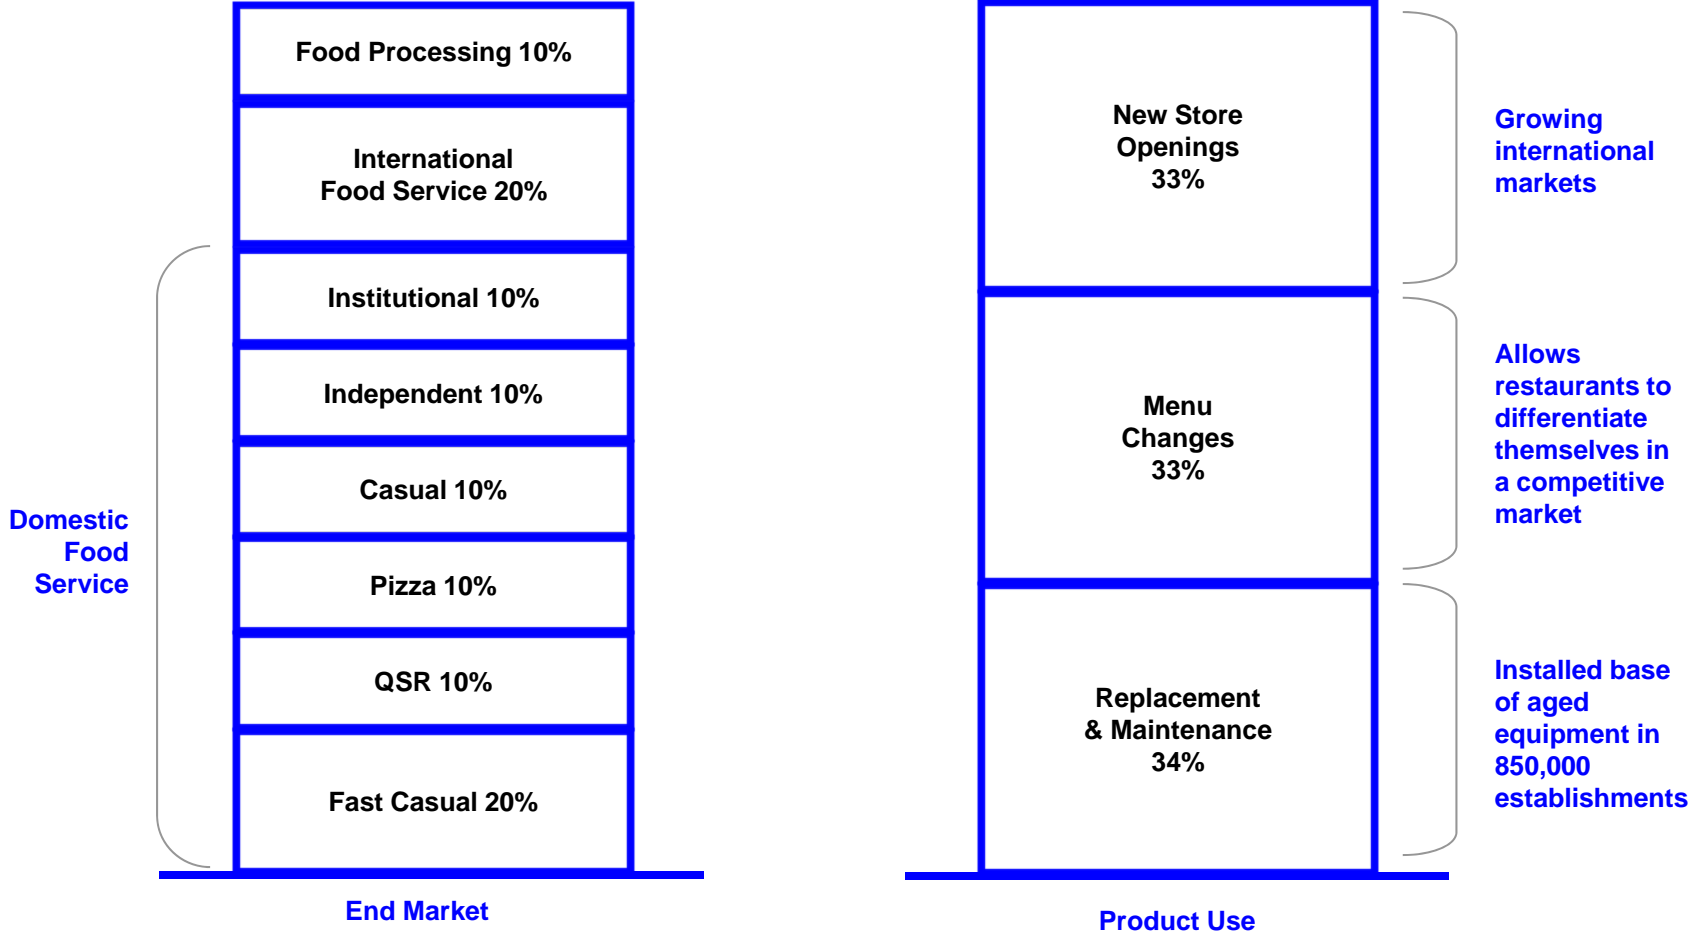 Food Processing 10%
International
Food Service 20%
Institutional 10%
Independent 10%
Casual 10%
Pizza 10%
QSR 10%
Fast Casual 20%
Domestic
Food
Service
End Market
New Store
Openings
33%
Menu
Changes
33%
Replacement
& Maintenance
34%
Product Use
Growing
international
markets
Allows
restaurants to
differentiate
themselves in
a competitive
market
Installed base
of aged
equipment in
850,000
establishments